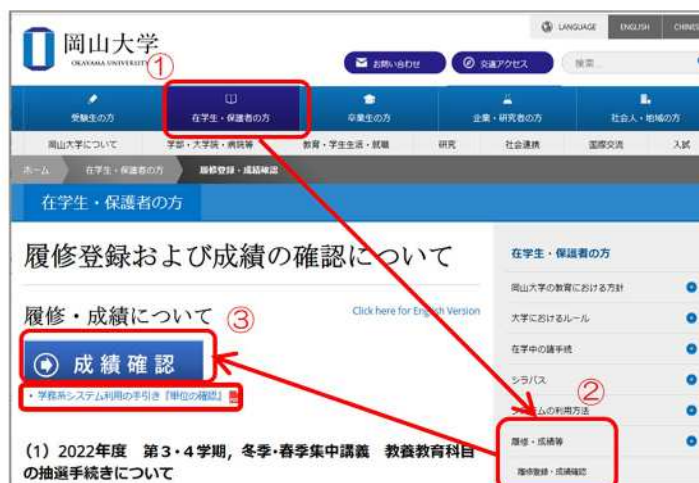 LANGUAGE ENGLISH CHINES
岡山大学
OKAYAMA UNIVERSITY
①
お問い合わせ 交通アクセス 検索...
受験生の方 在学生・保護者の方 卒業生の方 企業・研究者の方 社会人・地域の方
岡山大学について 学部・大学院・病院等 教育・学生生活・就職 研究 社会連携 国際交流 入試
ホーム 在学生・保護者の方 履修登録・成績確認
在学生・保護者の方
履修登録および成績の確認について
在学生・保護者の方
岡山大学の教育における方針
履修・成績について ③ Click here for English Version
大学におけるルール
在学中の諸手続
成績確認
シラバス ②
・学務系システム利用の手引き『単位の確認』
システムの利用方法
履修・成績等
(1) 2022年度 第3・4学期, 冬季・春季集中講義 教養教育科目
の抽選手続きについて
履修登録・成績確認